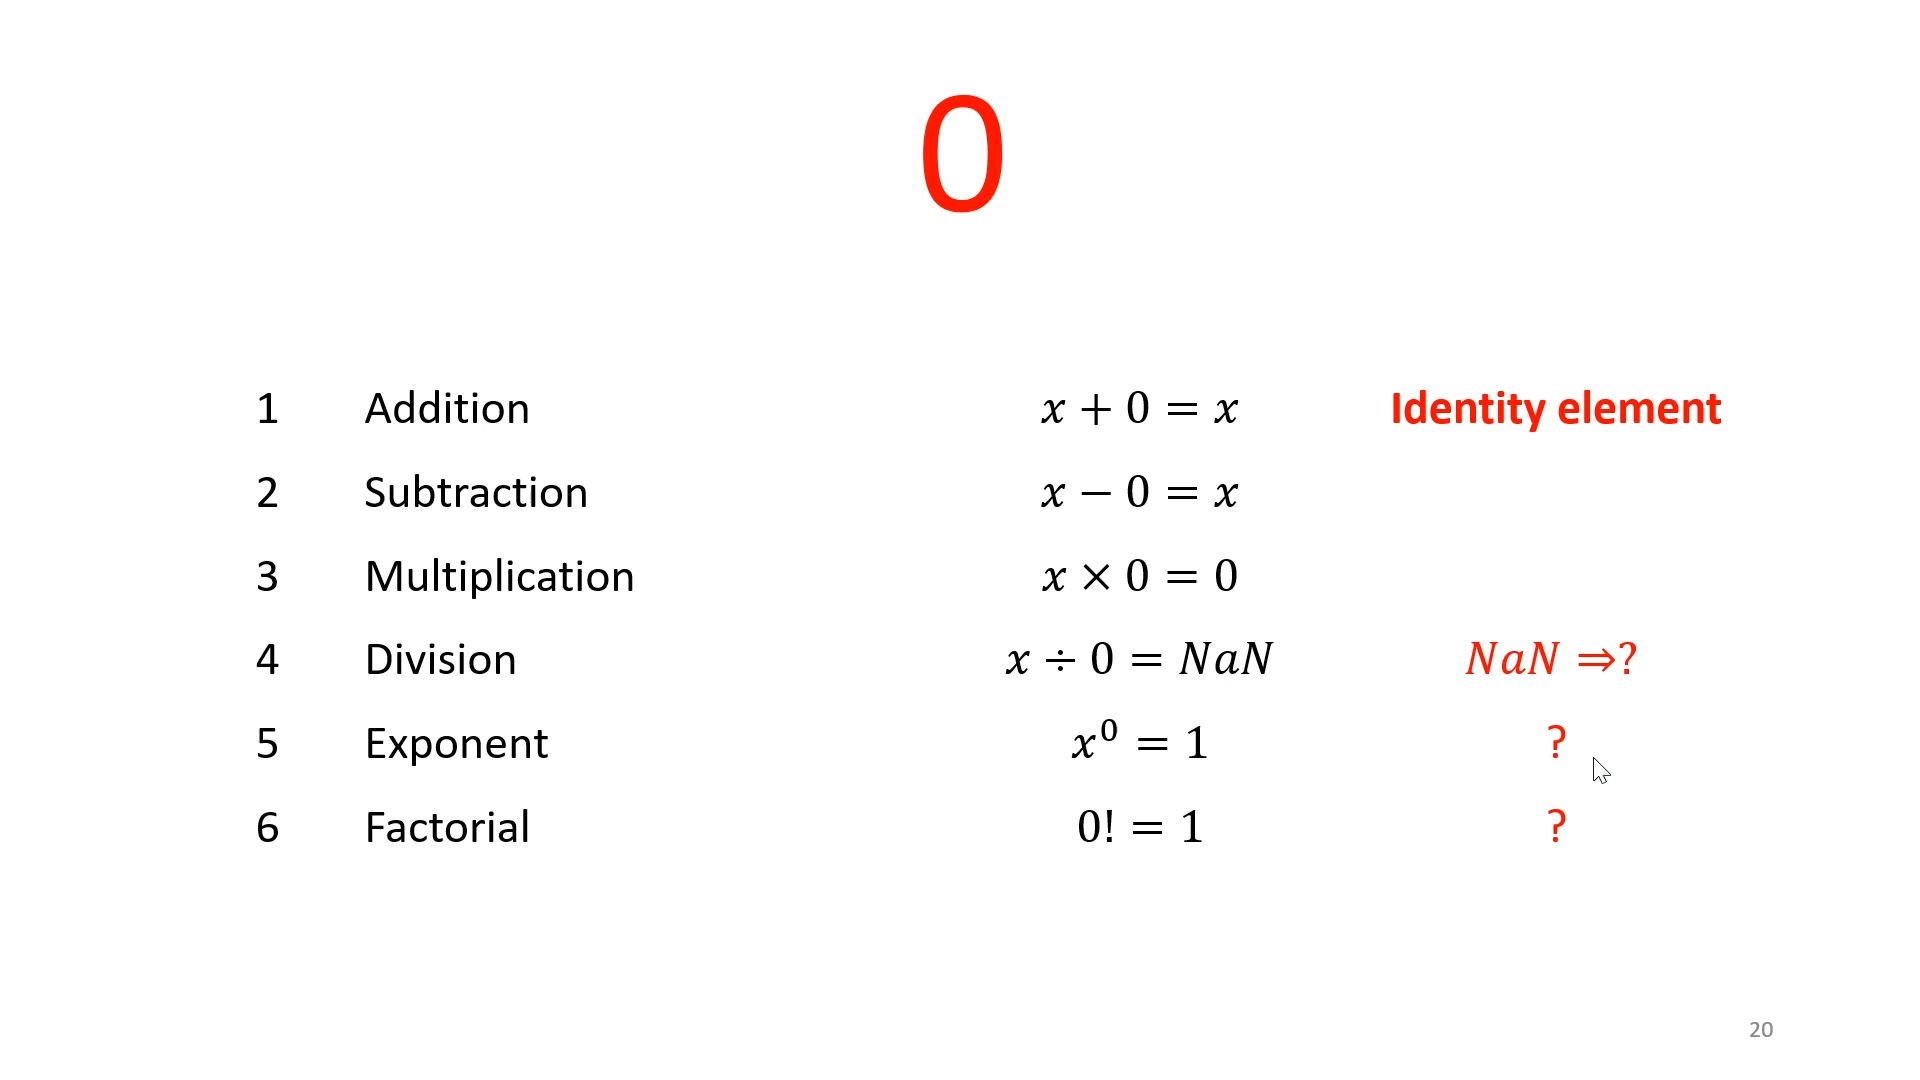 0
1 Addition x + 0 = x Identity element
2 Subtraction x − 0 = x
3 Multiplication x × 0 = 0
4 Division x ÷ 0 = NaN NaN ⇒?
5 Exponent x⁰ = 1 ?
6 Factorial 0! = 1 ?
20